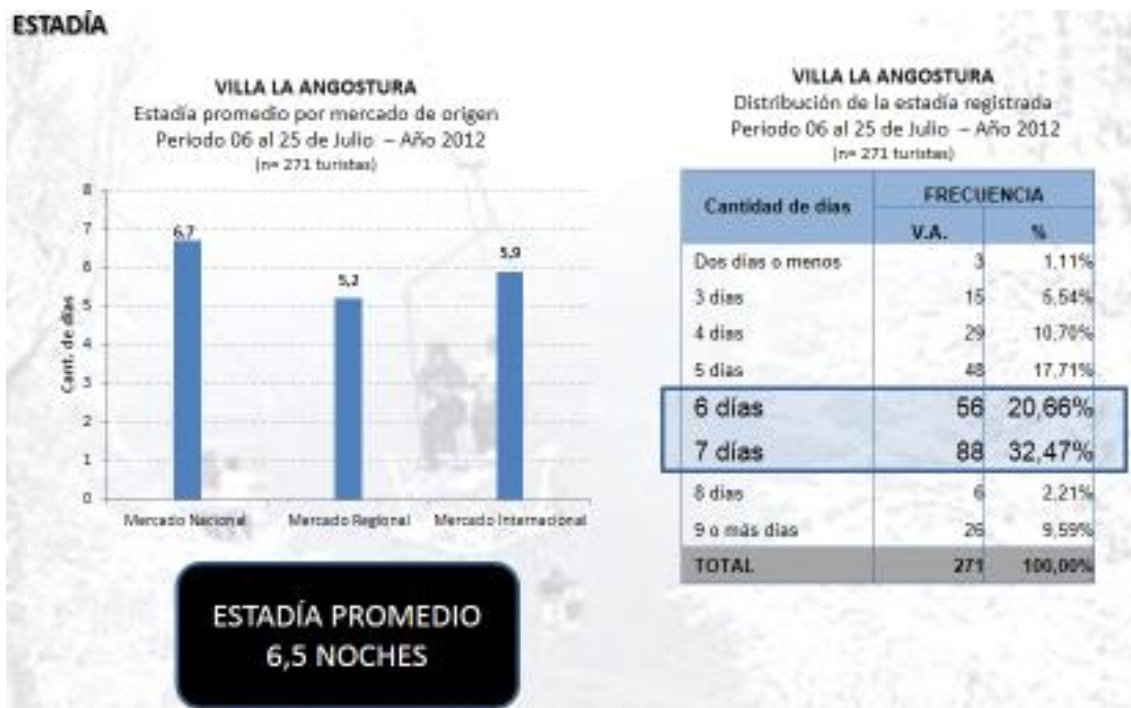 ESTADÍA
VILLA LA ANGOSTURA
Estadía promedio por mercado de origen
Periodo 06 al 25 de Julio – Año 2012
(n= 271 turistas)
8
7
6
5
4
3
2
1
0
Cant. de días
6,7
5,2
5,9
Mercado Nacional Mercado Regional Mercado Internacional
ESTADÍA PROMEDIO
6,5 NOCHES
VILLA LA ANGOSTURA
Distribución de la estadía registrada
Periodo 06 al 25 de Julio – Año 2012
(n= 271 turistas)
Cantidad de días FRECUENCIA
V.A. %
Dos días o menos 3 1,11%
3 días 15 5,54%
4 días 29 10,70%
5 días 48 17,71%
6 días 56 20,66%
7 días 88 32,47%
8 días 6 2,21%
9 o más días 26 9,59%
TOTAL 271 100,00%